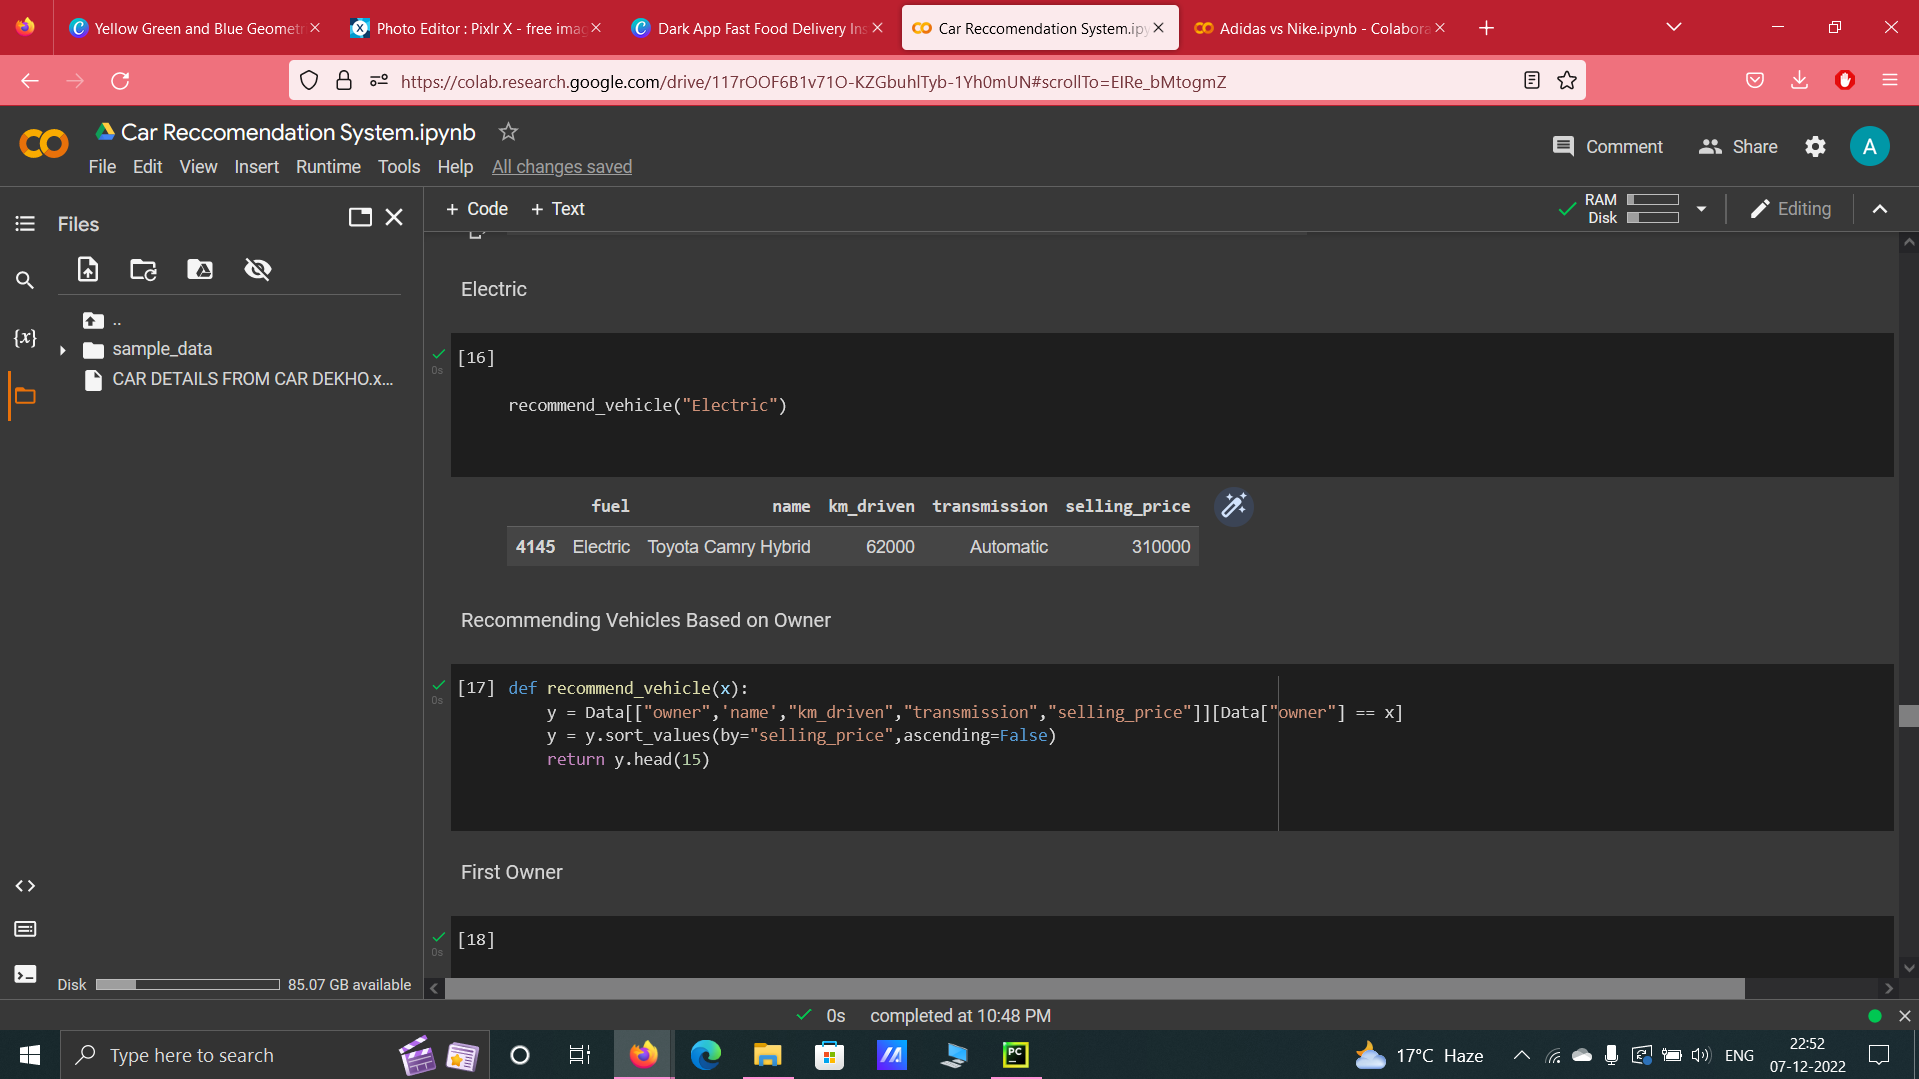 Yellow Green and Blue Geometr
Photo Editor : Pixlr X - free imag
Dark App Fast Food Delivery Ins
Car Reccomendation System.ipy
Adidas vs Nike.ipynb - Colabora
https://colab.research.google.com/drive/117rOOF6B1v71O-KZGbuhlTyb-1Yh0mUN#scrollTo=EIRe_bMtogmZ
Car Reccomendation System.ipynb
File Edit View Insert Runtime Tools Help All changes saved
Comment Share A
Files
+ Code + Text
RAM
Disk
Editing
..
sample_data
CAR DETAILS FROM CAR DEKHO.x...
{x}
Electric
[16]
0s
recommend_vehicle("Electric")
fuel name km_driven transmission selling_price
4145 Electric Toyota Camry Hybrid 62000 Automatic 310000
Recommending Vehicles Based on Owner
[17] def recommend_vehicle(x):
0s
y = Data[["owner",'name',"km_driven","transmission","selling_price"]][Data["owner"] == x]
y = y.sort_values(by="selling_price",ascending=False)
return y.head(15)
First Owner
[18]
0s
Disk 85.07 GB available
0s completed at 10:48 PM
Type here to search
PC
17°C Haze
ENG
22:52
07-12-2022